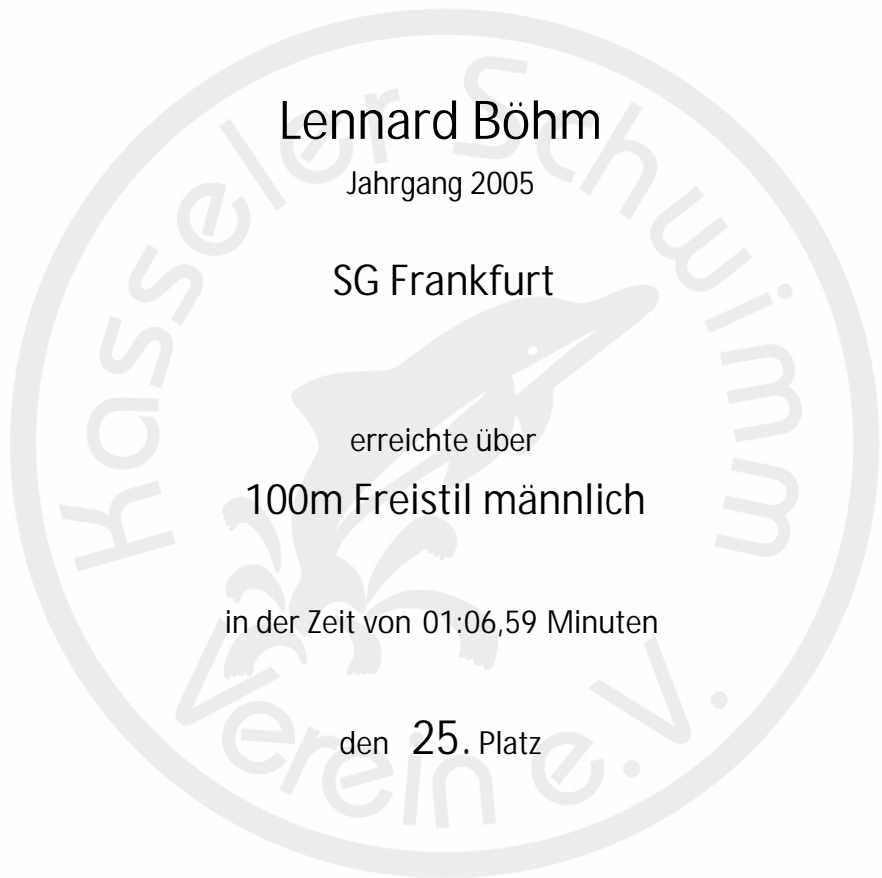 Lennard Böhm
Jahrgang 2005
SG Frankfurt
erreichte über
100m Freistil männlich
in der Zeit von 01:06,59 Minuten
den 25. Platz
Kasseler Schwimm
Verein e.V.